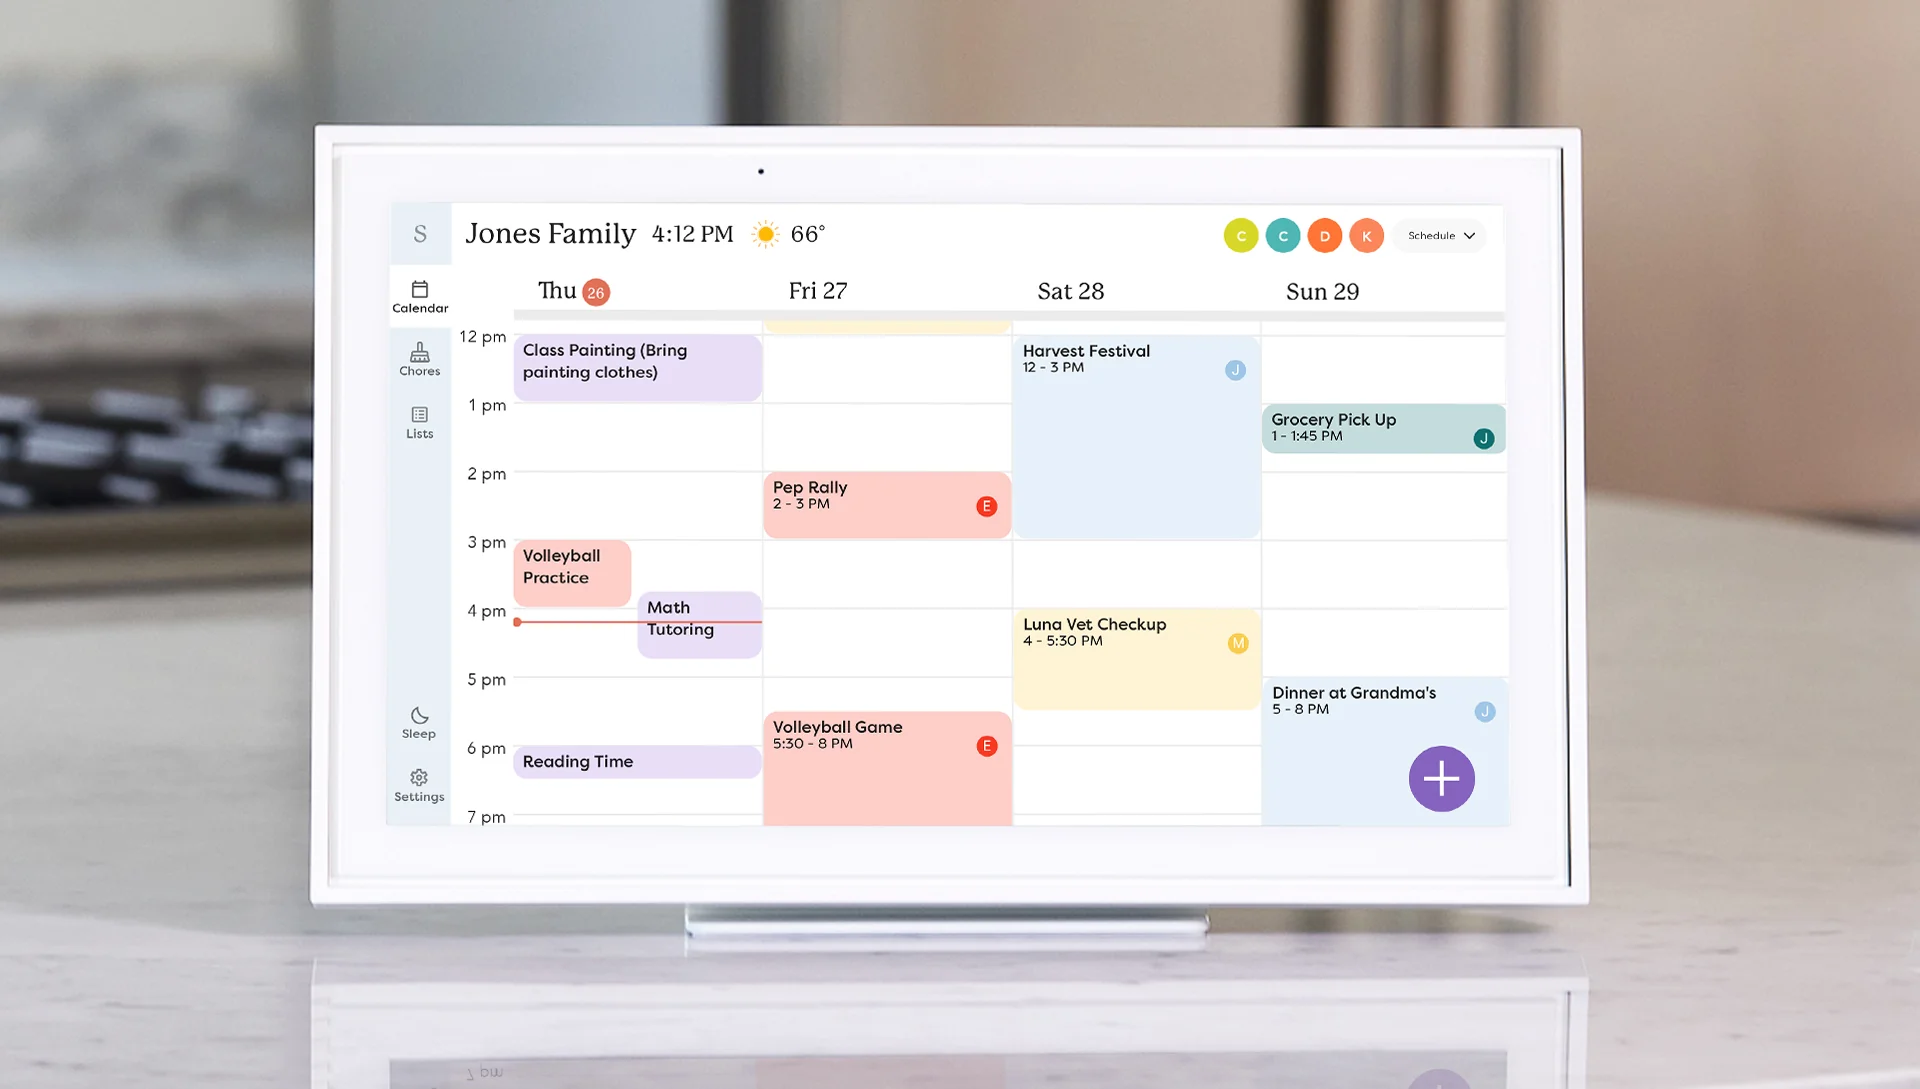 S
Jones Family 4:12 PM 66°
C C D K Schedule
Thu 26 Fri 27 Sat 28 Sun 29
Calendar
Chores
Lists
Sleep
Settings
12 pm
1 pm
2 pm
3 pm
4 pm
5 pm
6 pm
7 pm
Class Painting (Bring
painting clothes)
Volleyball
Practice
Math
Tutoring
Reading Time
Pep Rally
2 - 3 PM
E
Volleyball Game
5:30 - 8 PM
E
Harvest Festival
12 - 3 PM
J
Luna Vet Checkup
4 - 5:30 PM
M
Grocery Pick Up
1 - 1:45 PM
J
Dinner at Grandma's
5 - 8 PM
J
7 pm